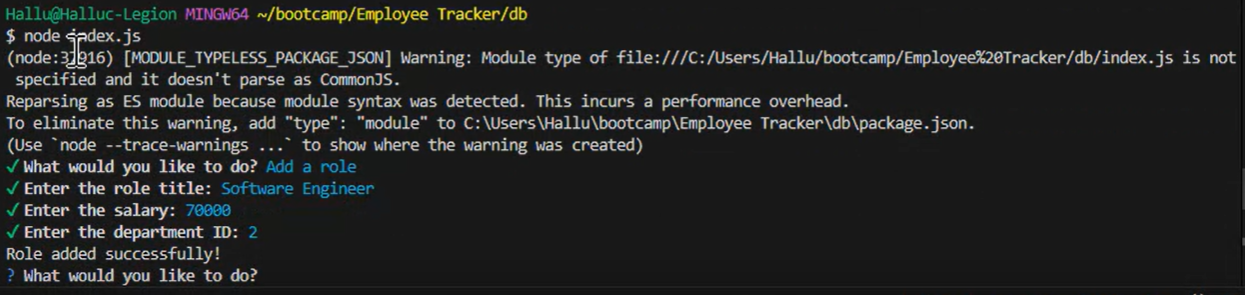 Hallu@Halluc-Legion MINGW64 ~/bootcamp/Employee Tracker/db
$ node index.js
[MODULE_TYPELESS_PACKAGE_JSON] Warning: Module type of file:///C:/Users/Hallu/bootcamp/Employee%20Tracker/db/index.js is not
specified and it doesn't parse as CommonJS.
Reparsing as ES module because module syntax was detected. This incurs a performance overhead.
To eliminate this warning, add "type": "module" to C:\Users\Hallu\bootcamp\Employee Tracker\db\package.json.
(Use `node --trace-warnings ...` to show where the warning was created)
✓ What would you like to do? Add a role
✓ Enter the role title: Software Engineer
✓ Enter the salary: 70000
✓ Enter the department ID: 2
Role added successfully!
? What would you like to do?